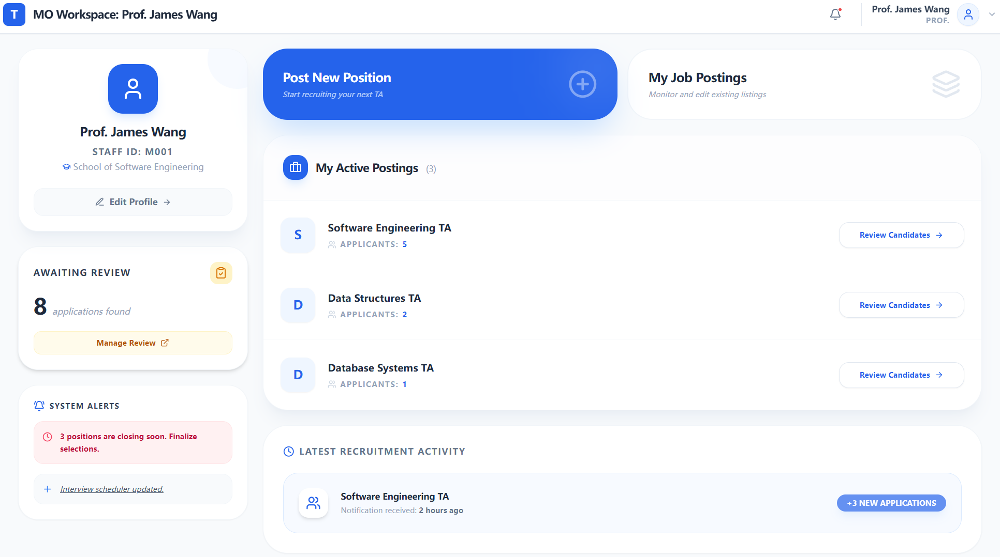 T
MO Workspace: Prof. James Wang
Prof. James Wang
PROF.
Prof. James Wang
STAFF ID: M001
School of Software Engineering
Edit Profile
AWAITING REVIEW
8 applications found
Manage Review
SYSTEM ALERTS
3 positions are closing soon. Finalize
selections.
Interview scheduler updated.
Post New Position
Start recruiting your next TA
My Job Postings
Monitor and edit existing listings
My Active Postings (3)
S
Software Engineering TA
APPLICANTS: 5
Review Candidates
D
Data Structures TA
APPLICANTS: 2
Review Candidates
D
Database Systems TA
APPLICANTS: 1
Review Candidates
LATEST RECRUITMENT ACTIVITY
Software Engineering TA
Notification received: 2 hours ago
+3 NEW APPLICATIONS